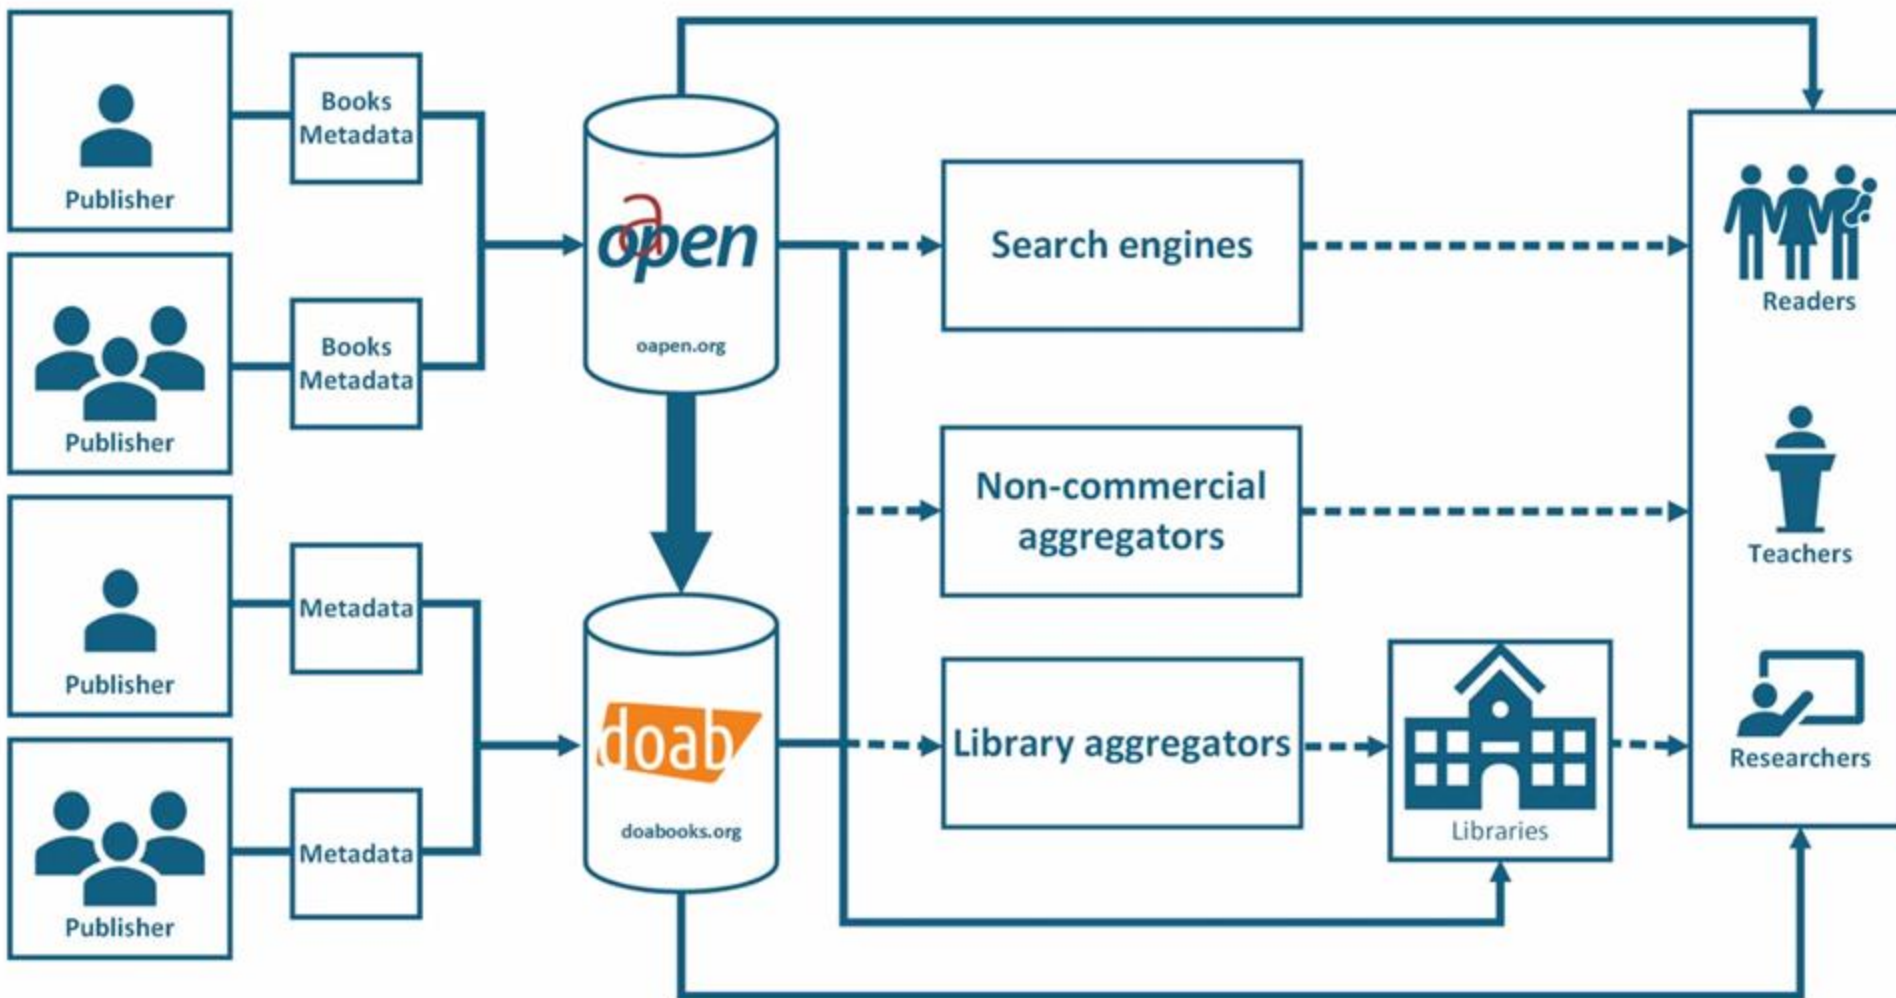 Publisher
Books
Metadata
Publisher
Books
Metadata
Publisher
Metadata
Publisher
Metadata
oapen
oapen.org
doab
doabooks.org
Search engines
Non-commercial
aggregators
Library aggregators
Libraries
Readers
Teachers
Researchers